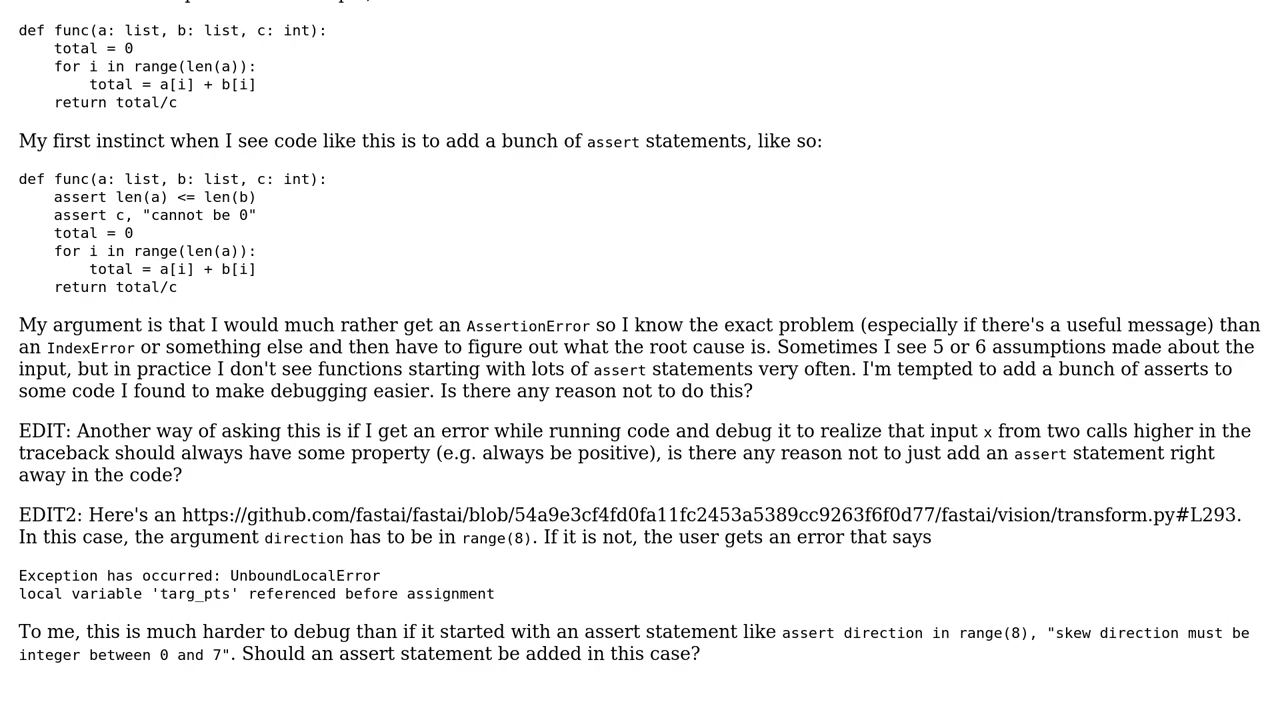 def func(a: list, b: list, c: int):
    total = 0
    for i in range(len(a)):
        total = a[i] + b[i]
    return total/c
My first instinct when I see code like this is to add a bunch of assert statements, like so:
def func(a: list, b: list, c: int):
    assert len(a) <= len(b)
    assert c, "cannot be 0"
    total = 0
    for i in range(len(a)):
        total = a[i] + b[i]
    return total/c
My argument is that I would much rather get an AssertionError so I know the exact problem (especially if there's a useful message) than
an IndexError or something else and then have to figure out what the root cause is. Sometimes I see 5 or 6 assumptions made about the
input, but in practice I don't see functions starting with lots of assert statements very often. I'm tempted to add a bunch of asserts to
some code I found to make debugging easier. Is there any reason not to do this?
EDIT: Another way of asking this is if I get an error while running code and debug it to realize that input x from two calls higher in the
traceback should always have some property (e.g. always be positive), is there any reason not to just add an assert statement right
away in the code?
EDIT2: Here's an https://github.com/fastai/fastai/blob/54a9e3cf4fd0fa11fc2453a5389cc9263f6f0d77/fastai/vision/transform.py#L293.
In this case, the argument direction has to be in range(8). If it is not, the user gets an error that says
Exception has occurred: UnboundLocalError
local variable 'targ_pts' referenced before assignment
To me, this is much harder to debug than if it started with an assert statement like assert direction in range(8), "skew direction must be
integer between 0 and 7". Should an assert statement be added in this case?